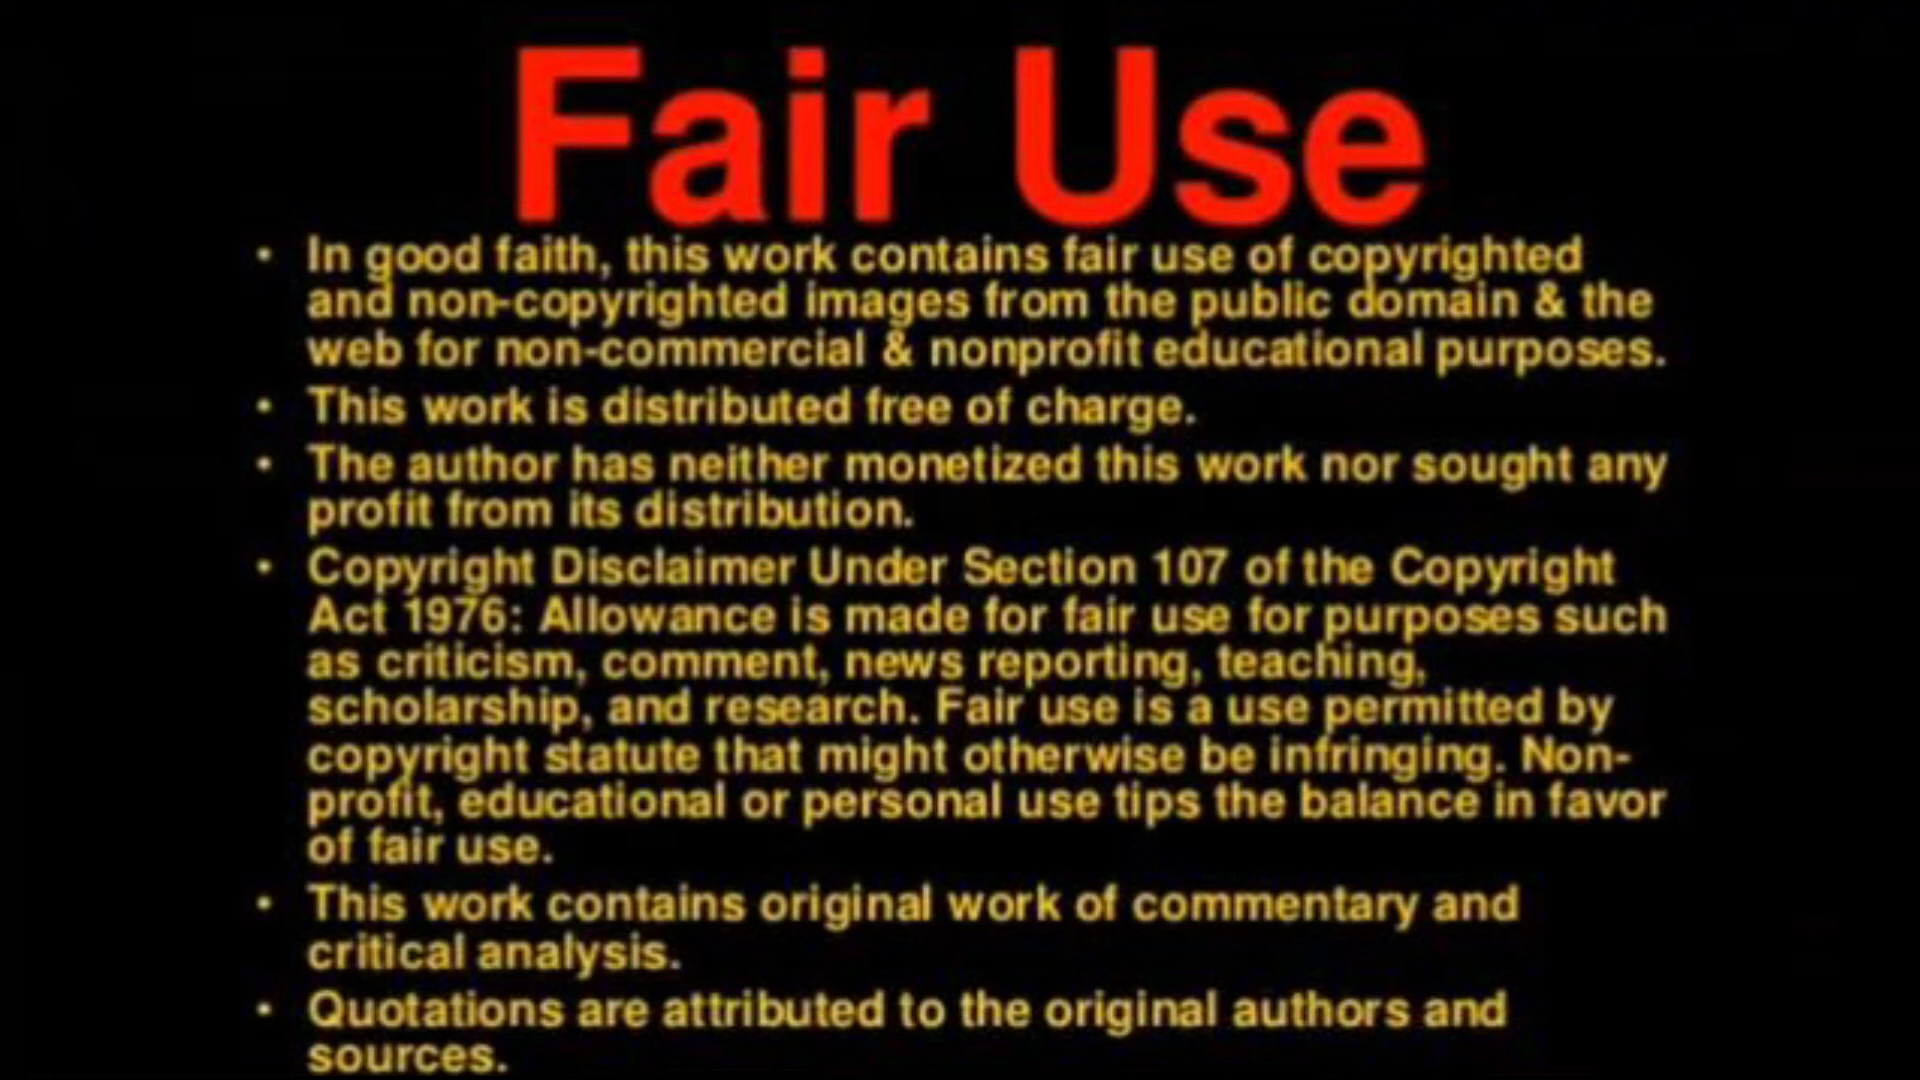 Fair Use
• In good faith, this work contains fair use of copyrighted
and non-copyrighted images from the public domain & the
web for non-commercial & nonprofit educational purposes.
• This work is distributed free of charge.
• The author has neither monetized this work nor sought any
profit from its distribution.
• Copyright Disclaimer Under Section 107 of the Copyright
Act 1976: Allowance is made for fair use for purposes such
as criticism, comment, news reporting, teaching,
scholarship, and research. Fair use is a use permitted by
copyright statute that might otherwise be infringing. Non-
profit, educational or personal use tips the balance in favor
of fair use.
• This work contains original work of commentary and
critical analysis.
• Quotations are attributed to the original authors and
sources.